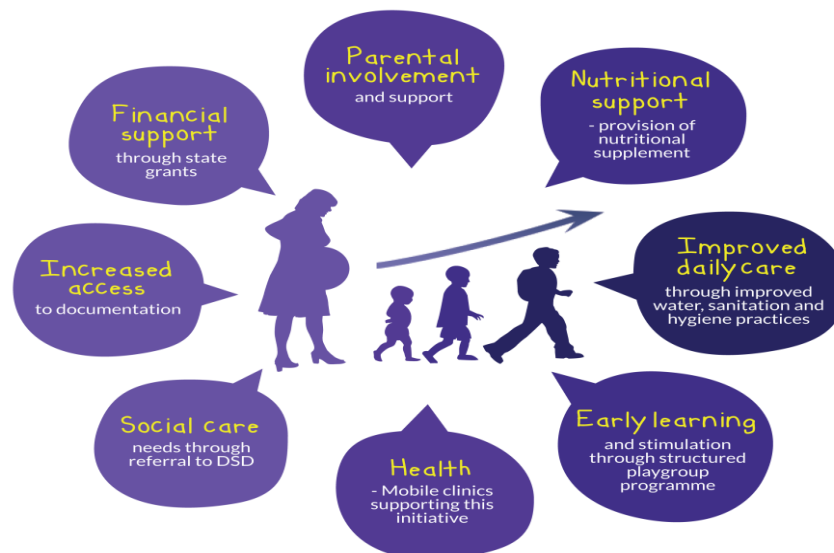 Parental
involvement
and support
Nutritional
support
- provision of
nutritional
supplement
Improved
daily care
through improved
water, sanitation and
hygiene practices
Early learning
and stimulation
through structured
playgroup
programme
Health
- Mobile clinics
supporting this
initiative
Social care
needs through
referral to DSD
Increased
access
to documentation
Financial
support
through state
grants